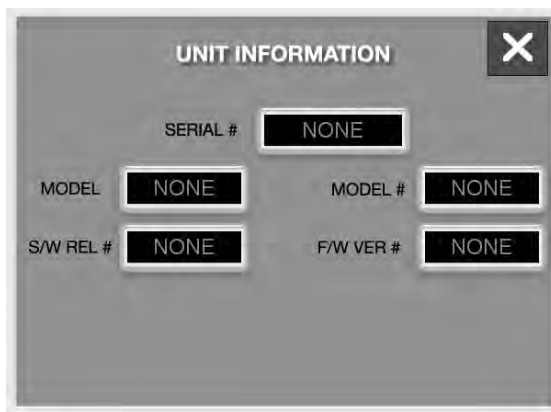 UNIT INFORMATION
SERIAL # NONE
MODEL NONE MODEL # NONE
S/W REL # NONE F/W VER # NONE